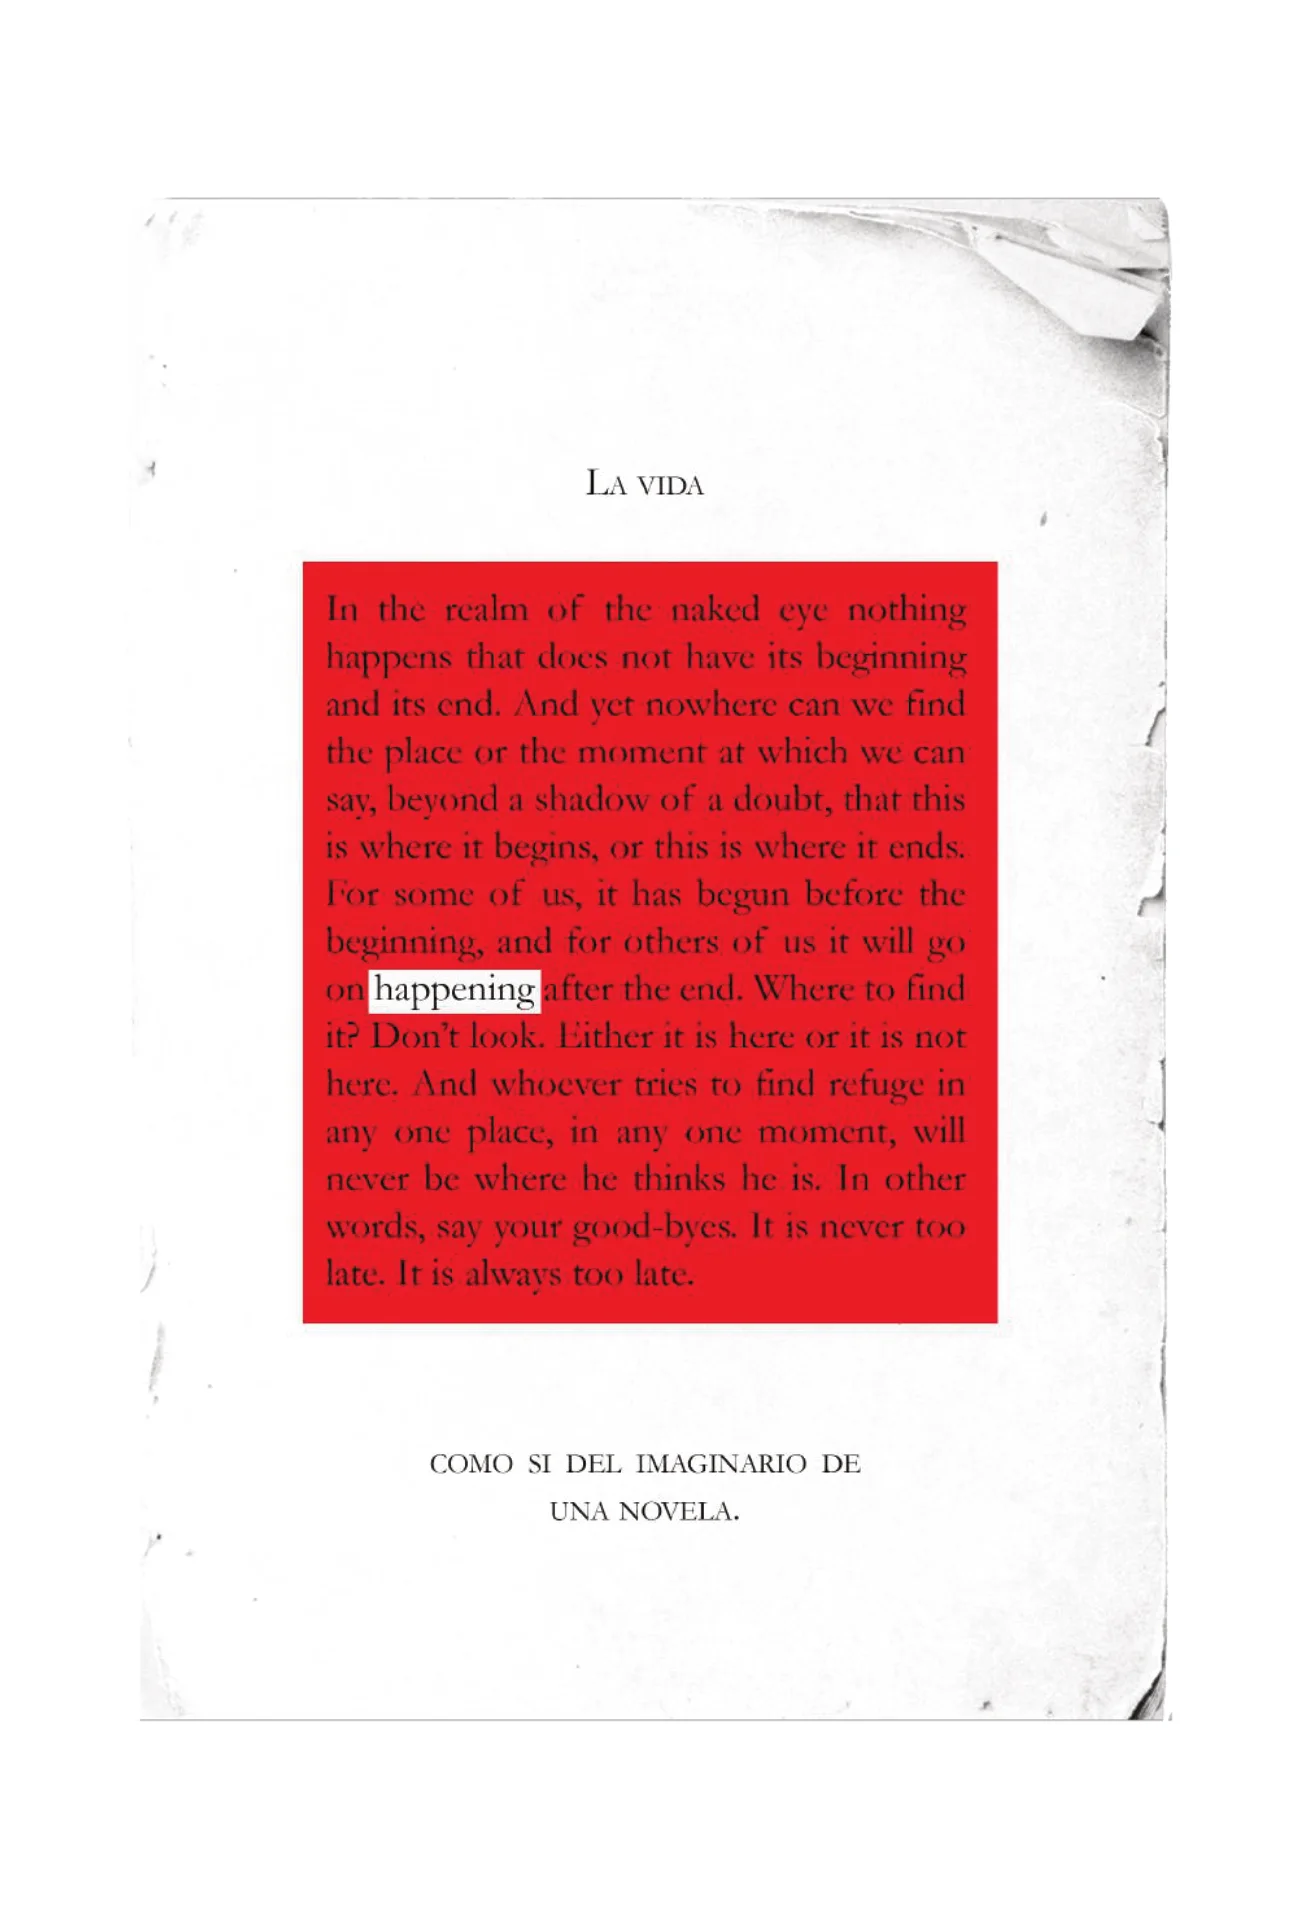 La vida
In the realm of the naked eye nothing
happens that does not have its beginning
and its end. And yet nowhere can we find
the place or the moment at which we can
say, beyond a shadow of a doubt, that this
is where it begins, or this is where it ends.
For some of us, it has begun before the
beginning, and for others of us it will go
on happening after the end. Where to find
it? Don't look. Either it is here or it is not
here. And whoever tries to find refuge in
any one place, in any one moment, will
never be where he thinks he is. In other
words, say your good-byes. It is never too
late. It is always too late.
COMO SI DEL IMAGINARIO DE
UNA NOVELA.